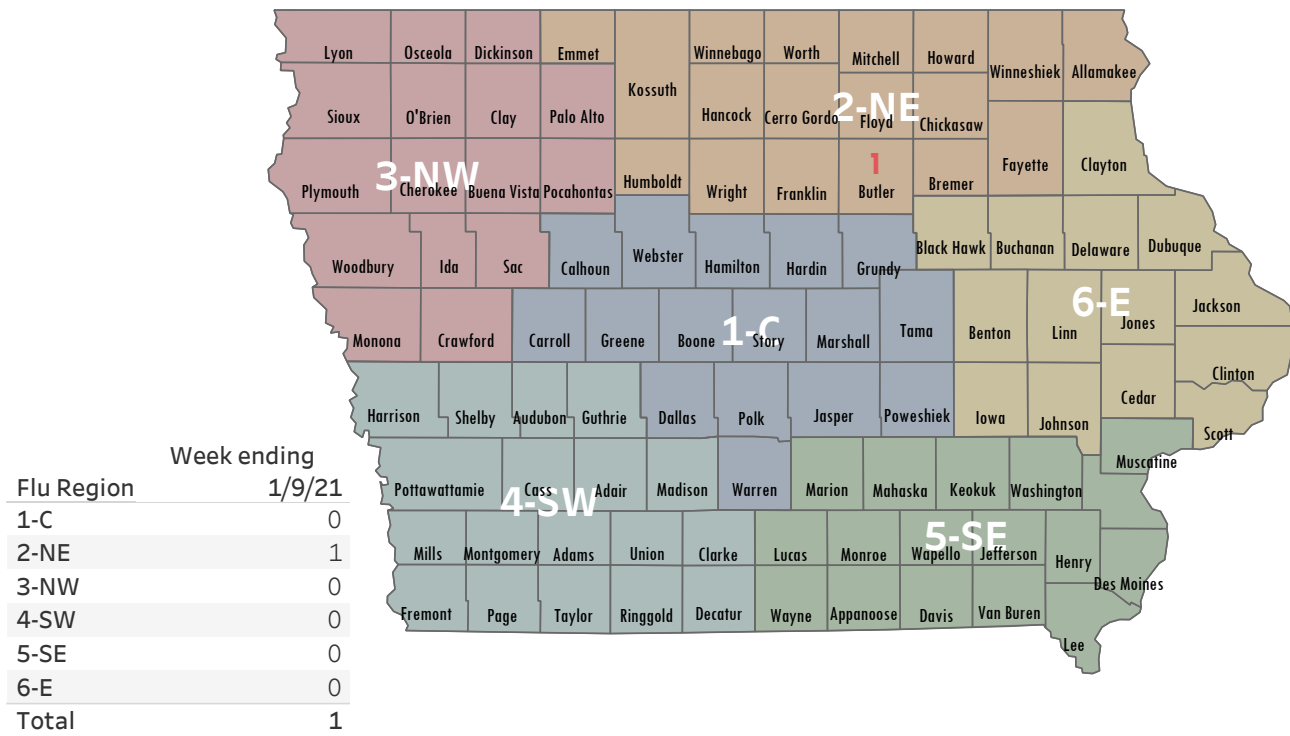 Lyon Osceola Dickinson Emmet Winnebago Worth Mitchell Howard Winneshiek Allamakee
Kossuth
Sioux O'Brien Clay Palo Alto Hancock Cerro Gordo Floyd Chickasaw
2-NE
3-NW
1
Plymouth Cherokee Buena Vista Pocahontas Humboldt Wright Franklin Butler Bremer Fayette Clayton
Woodbury Ida Sac Calhoun Webster Hamilton Hardin Grundy Black Hawk Buchanan Delaware Dubuque
6-E
1-C
Monona Crawford Carroll Greene Boone Story Marshall Tama Benton Linn Jones Jackson
Clinton
Harrison Shelby Audubon Guthrie Dallas Polk Jasper Poweshiek Iowa Johnson Cedar
Scott
Muscatine
Pottawattamie Cass Adair Madison Warren Marion Mahaska Keokuk Washington
4-SW
5-SE
Mills Montgomery Adams Union Clarke Lucas Monroe Wapello Jefferson Henry
Des Moines
Fremont Page Taylor Ringgold Decatur Wayne Appanoose Davis Van Buren
Lee
Week ending
Flu Region 1/9/21
1-C 0
2-NE 1
3-NW 0
4-SW 0
5-SE 0
6-E 0
Total 1